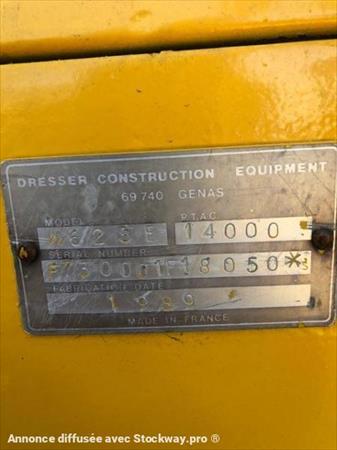 DRESSER CONSTRUCTION EQUIPMENT
69740 GENAS
MODEL P.T.A.C.
14000
SERIAL NUMBER
FABRICATION DATE
MADE IN FRANCE
Annonce diffusée avec Stockway.pro ®